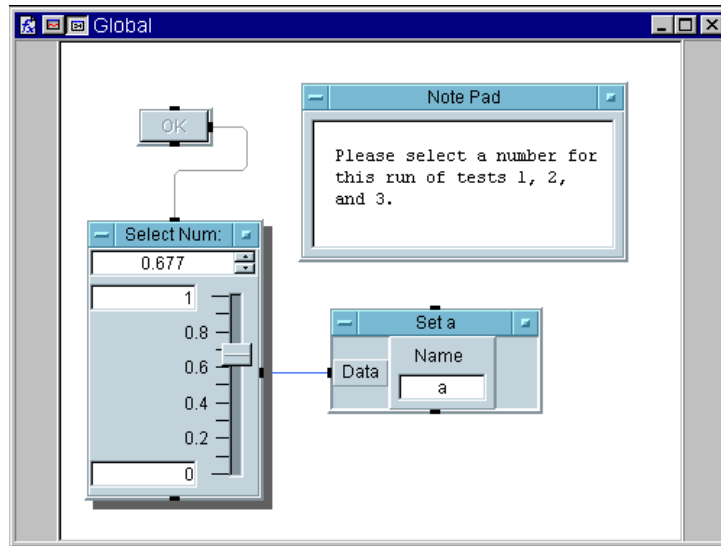 Global
OK
Note Pad
Please select a number for
this run of tests 1, 2,
and 3.
Select Num:
0.677
1
0.8
0.6
0.4
0.2
0
Set a
Name
Data
a